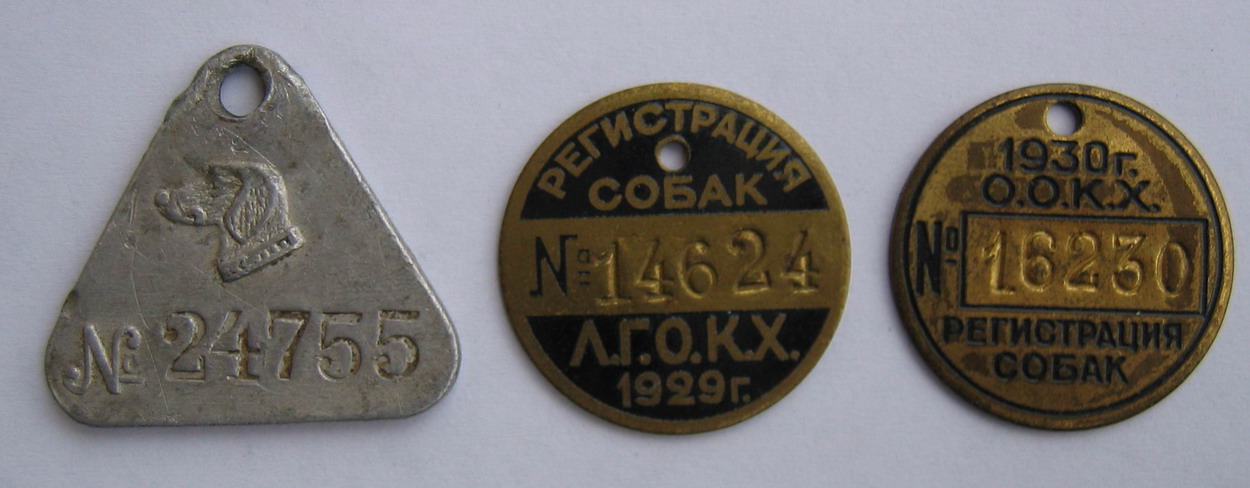 № 24755
РЕГИСТРАЦИЯ
СОБАК
№ 14624
Л.Г.О.К.Х.
1929г.
1930г.
О.О.К.Х.
№ 16230
РЕГИСТРАЦИЯ
СОБАК